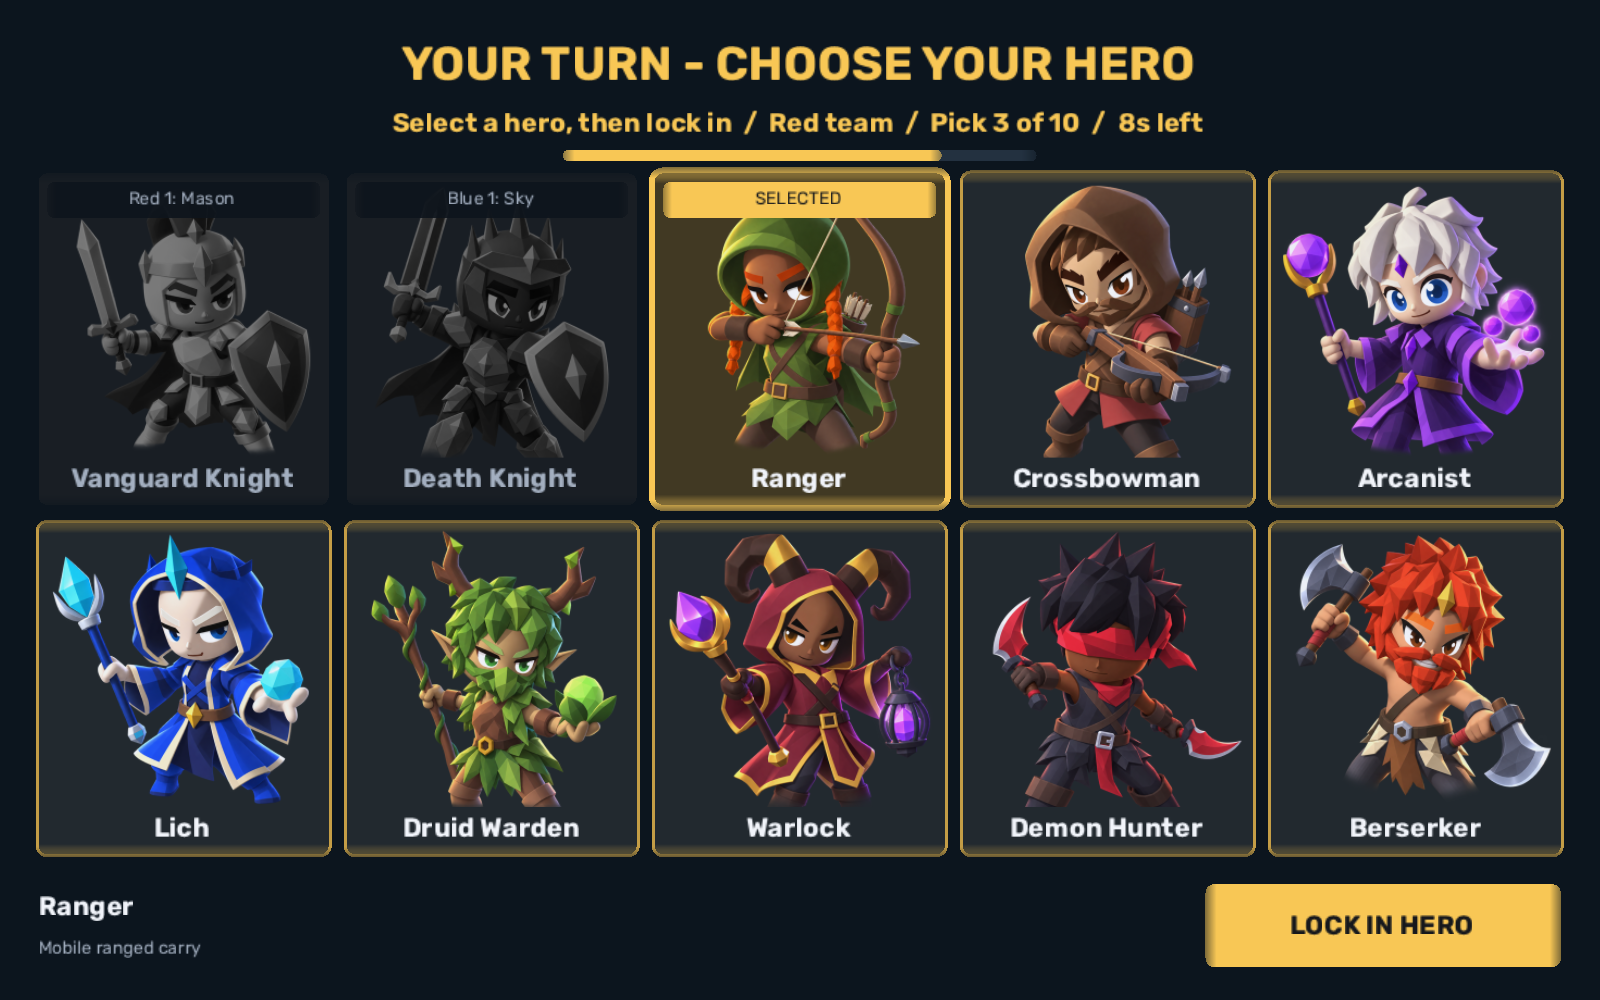 YOUR TURN - CHOOSE YOUR HERO
Select a hero, then lock in / Red team / Pick 3 of 10 / 8s left
Red 1: Mason
Blue 1: Sky
SELECTED
Vanguard Knight
Death Knight
Ranger
Crossbowman
Arcanist
Lich
Druid Warden
Warlock
Demon Hunter
Berserker
Ranger
Mobile ranged carry
LOCK IN HERO